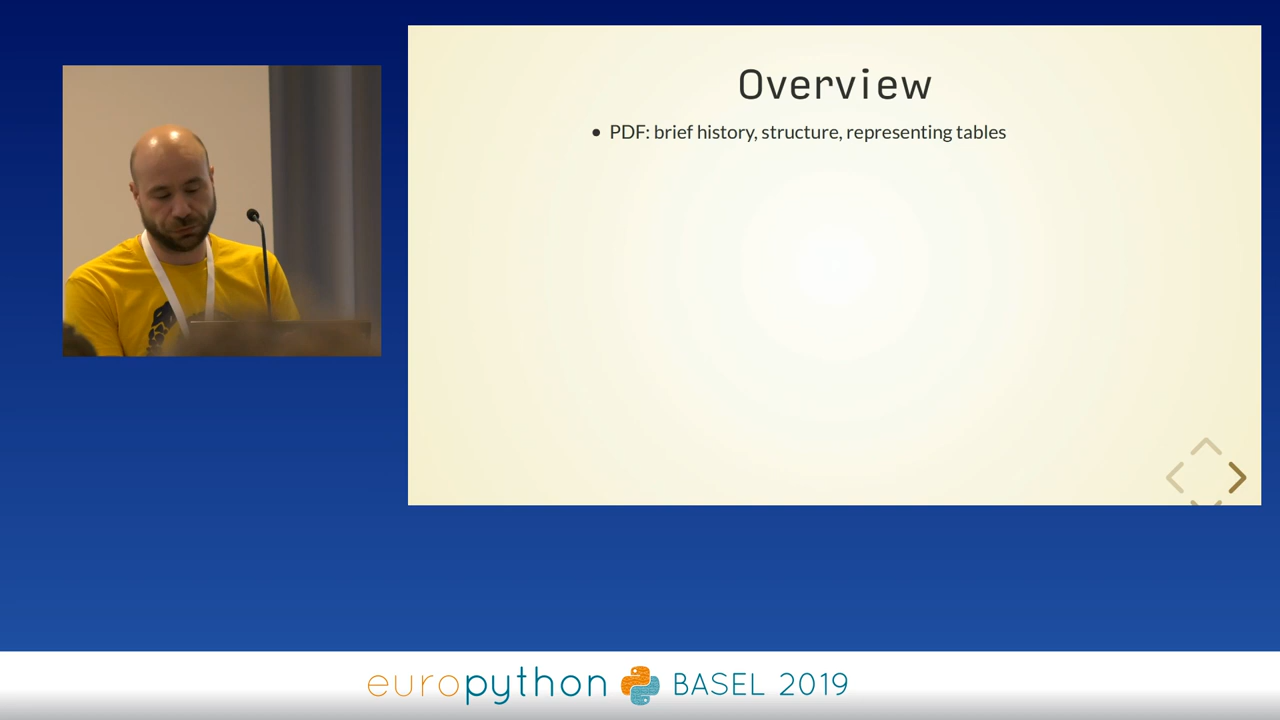 Overview
• PDF: brief history, structure, representing tables
europython BASEL 2019